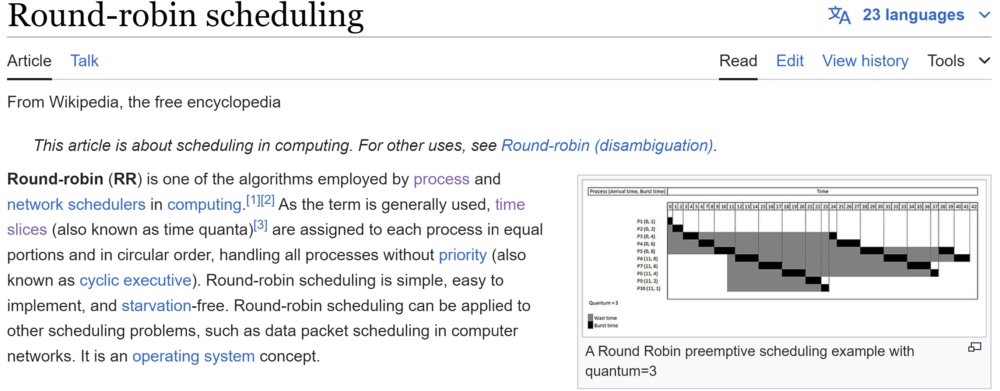 Round-robin scheduling
文A 23 languages
Article Talk Read Edit View history Tools
From Wikipedia, the free encyclopedia
This article is about scheduling in computing. For other uses, see Round-robin (disambiguation).
Round-robin (RR) is one of the algorithms employed by process and
network schedulers in computing.[1][2] As the term is generally used, time
slices (also known as time quanta)[3] are assigned to each process in equal
portions and in circular order, handling all processes without priority (also
known as cyclic executive). Round-robin scheduling is simple, easy to
implement, and starvation-free. Round-robin scheduling can be applied to
other scheduling problems, such as data packet scheduling in computer
networks. It is an operating system concept.
Process (Arrival time, Burst time) Time
0 1 2 3 4 5 6 7 8 9 10 11 12 13 14 15 16 17 18 19 20 21 22 23 24 25 26 27 28 29 30 31 32 33 34 35 36 37 38 39 40 41 42
P1 (0, 1)
P2 (0, 2)
P3 (0, 4)
P4 (0, 6)
P5 (0, 8)
P6 (11, 8)
P7 (11, 6)
P8 (11, 4)
P9 (11, 2)
P10 (11, 1)
Quantum = 3
Wait time
Burst time
A Round Robin preemptive scheduling example with
quantum=3